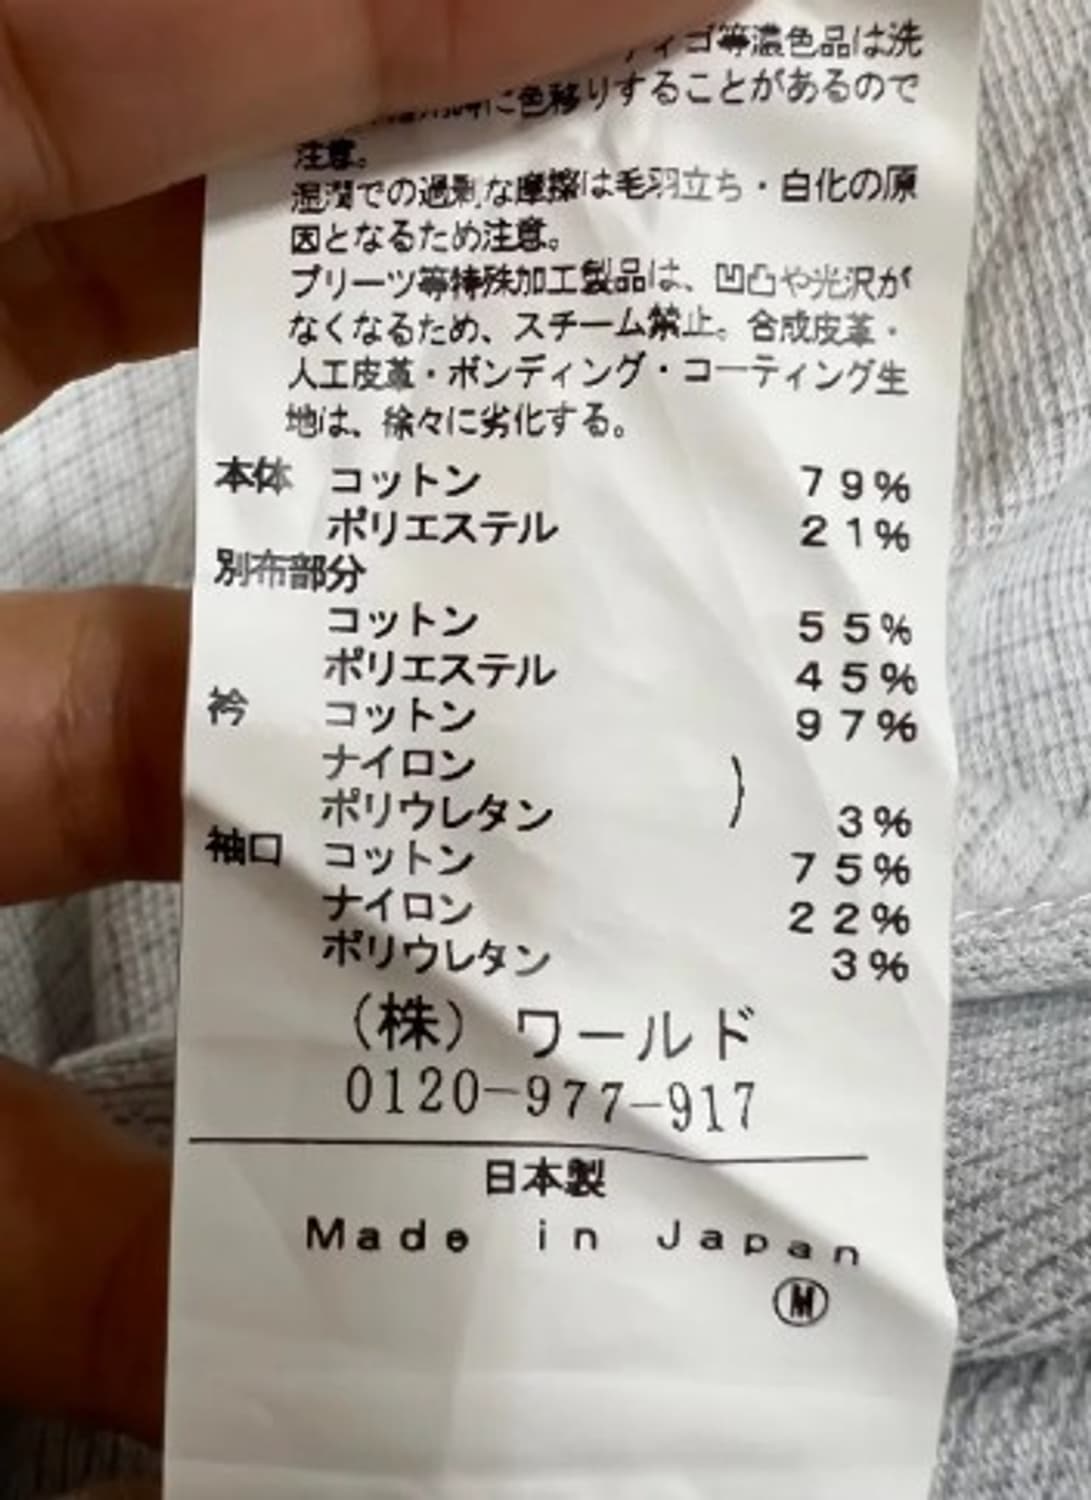 ィゴ等濃色品は洗
に色移りすることがあるので
注意。
湿潤での過剰な摩擦は毛羽立ち・白化の原
因となるため注意。
プリーツ等特殊加工製品は、凹凸や光沢が
なくなるため、スチーム禁止。合成皮革・
人工皮革・ボンディング・コーティング生
地は、徐々に劣化する。
本体 コットン 79%
ポリエステル 21%
別布部分
コットン 55%
ポリエステル 45%
衿 コットン 97%
ナイロン )
ポリウレタン 3%
袖口 コットン 75%
ナイロン 22%
ポリウレタン 3%
(株) ワールド
0120-977-917
日本製
Made in Japan
Ⓜ